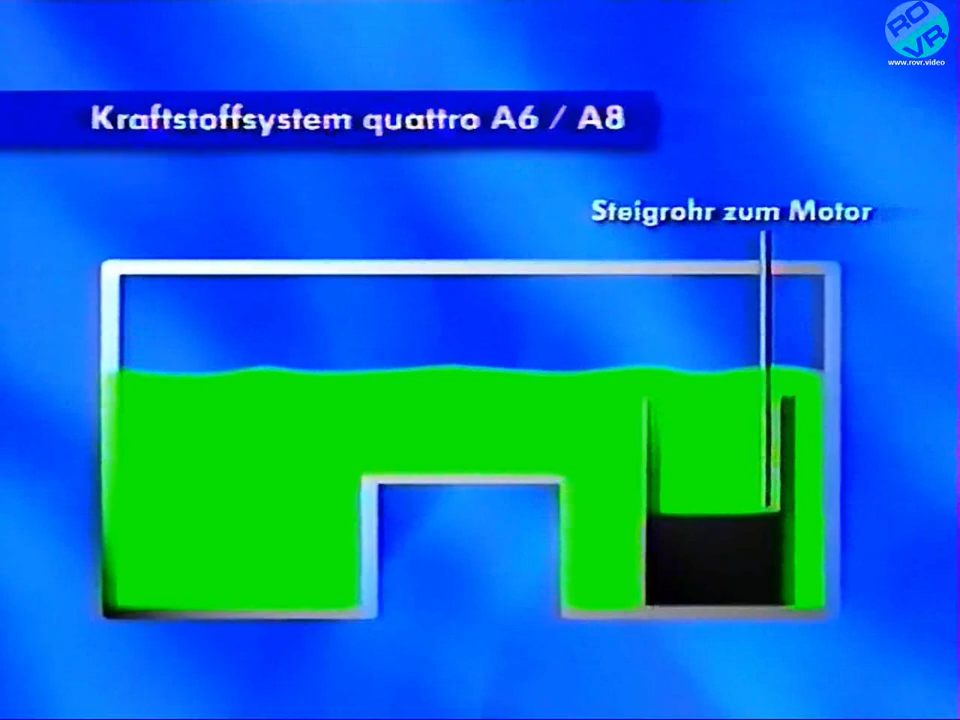 RO
VR
www.rovr.video
Kraftstoffsystem quattro A6 / A8
Steigrohr zum Motor